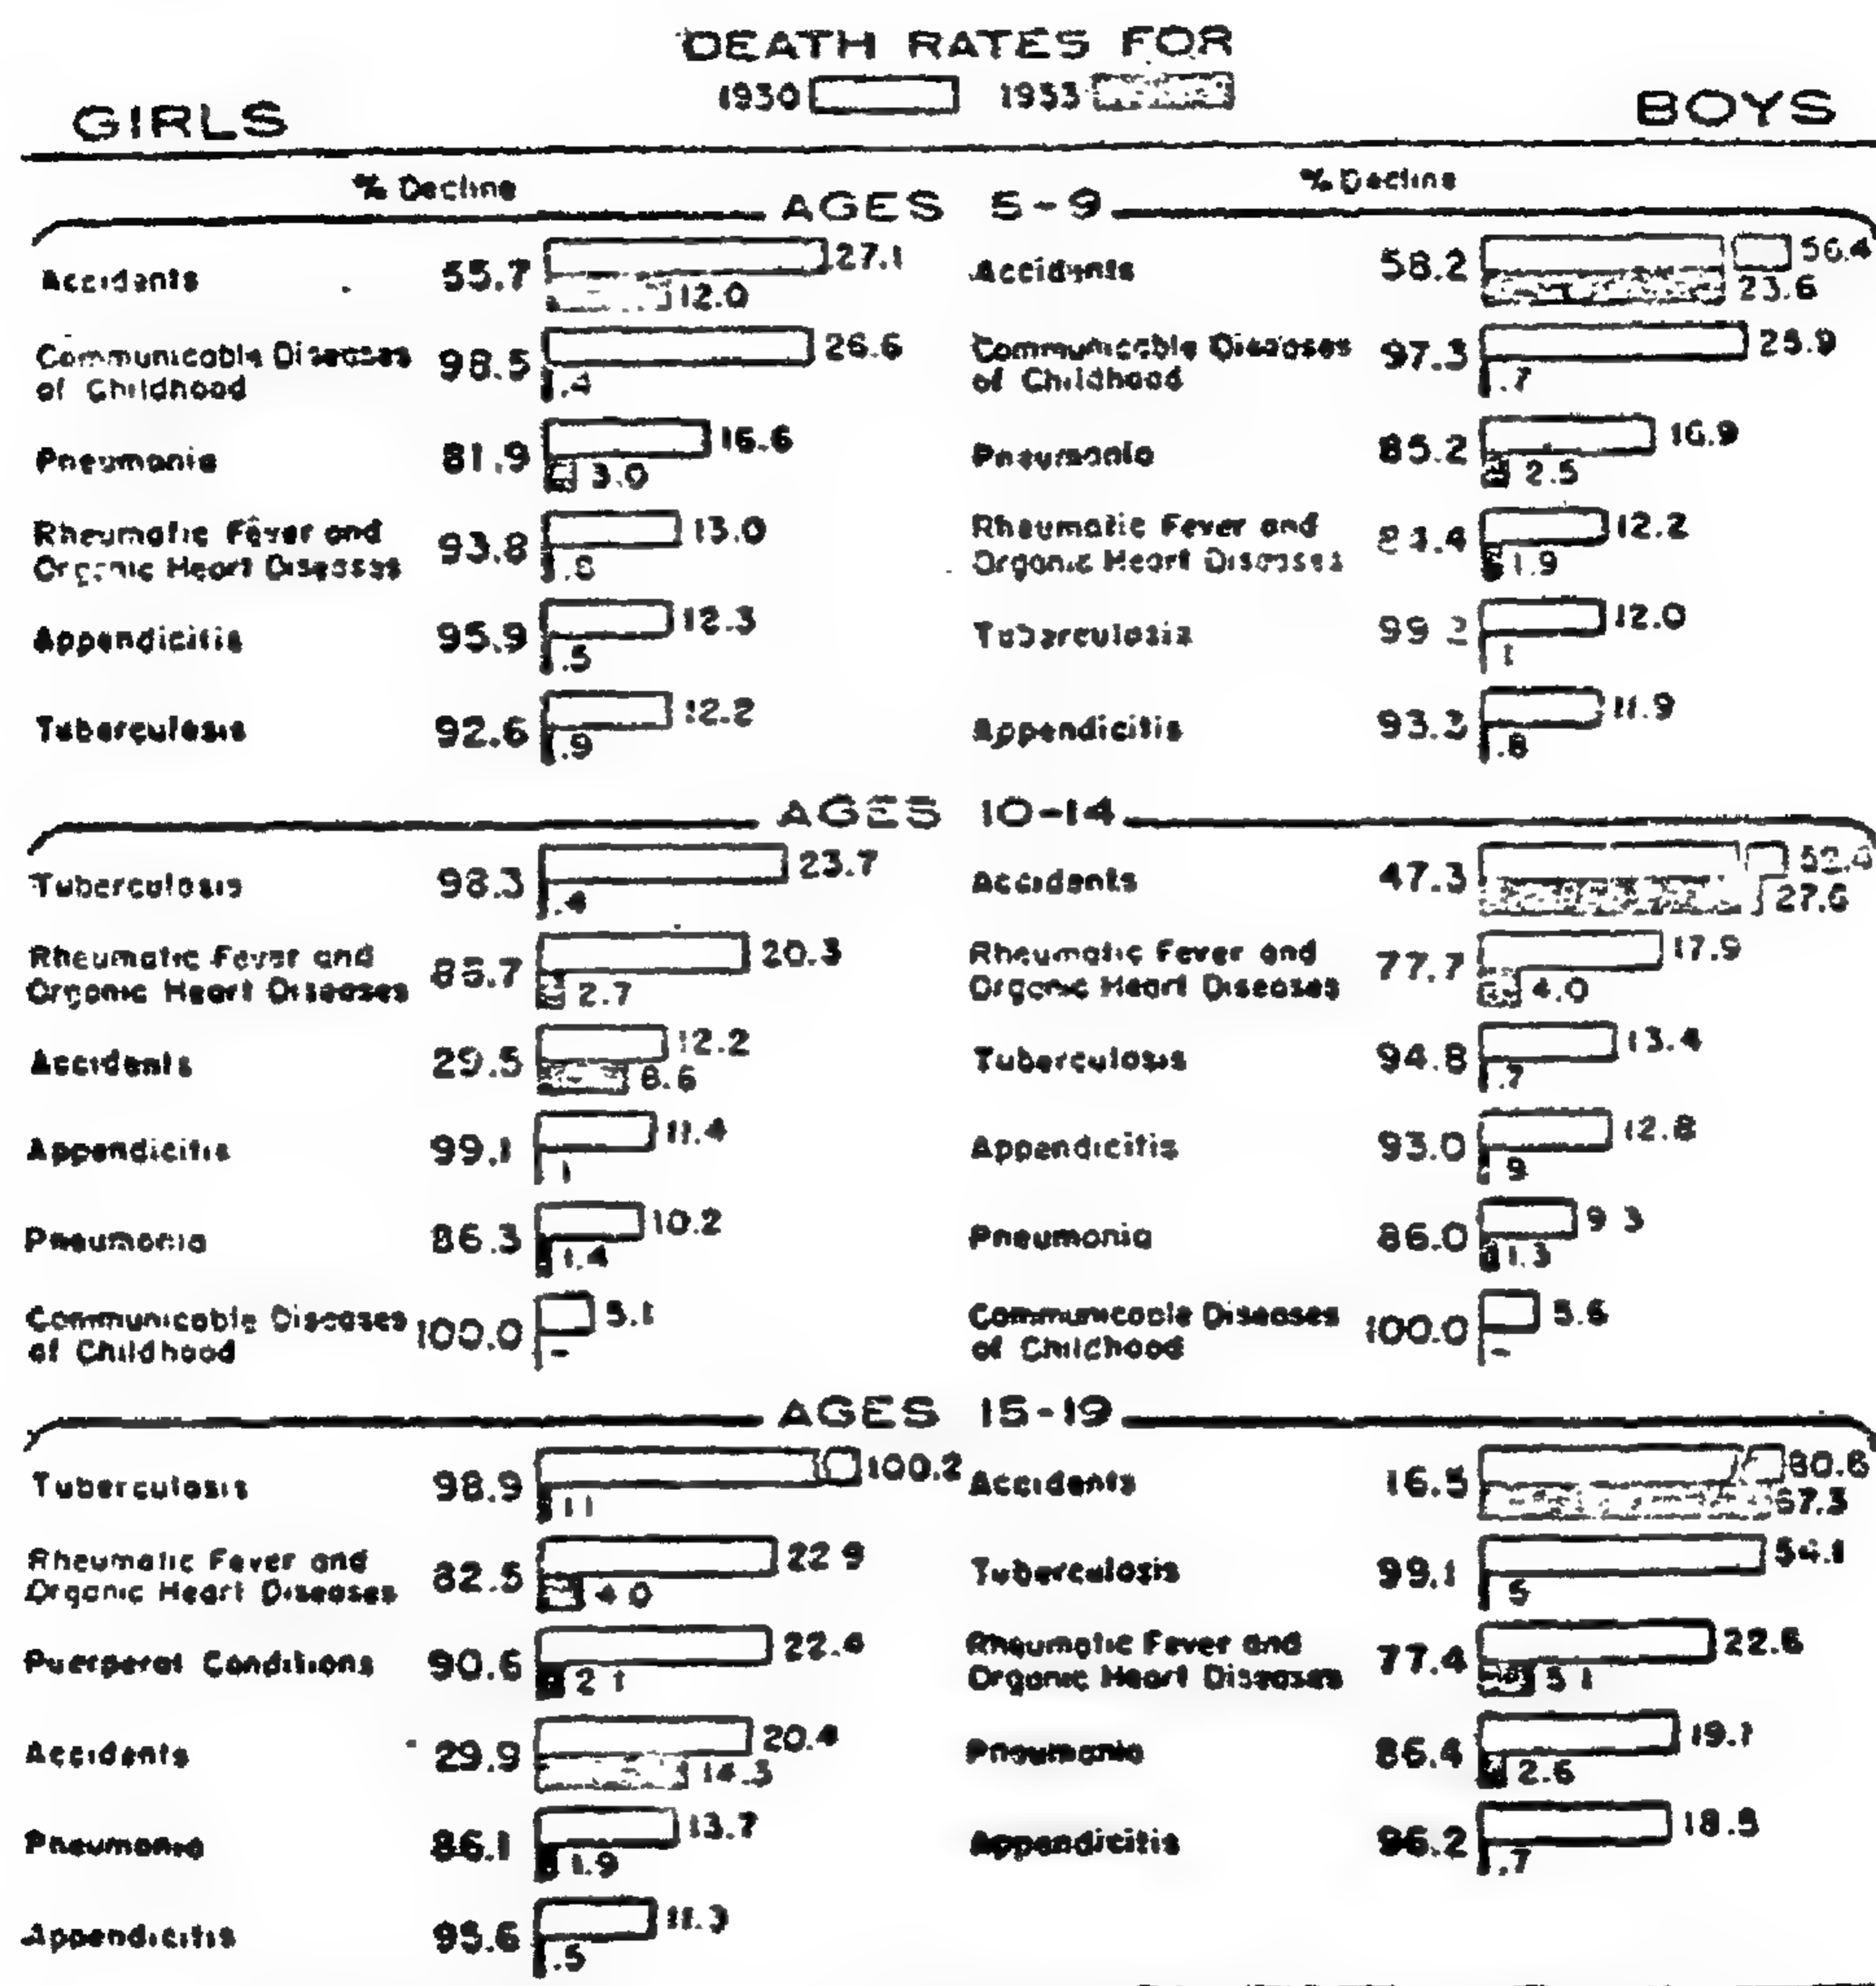 DEATH RATES FOR
1930 1953
GIRLS
BOYS
% Decline
% Decline
AGES 5-9
Accidents 55.7 27.1
12.0
Communicable Diseases
of Childhood 98.5 26.6
.4
Pneumonia 81.9 16.6
3.0
Rheumatic Fever and
Organic Heart Diseases 93.8 13.0
.8
Appendicitis 95.9 12.3
.5
Tuberculosis 92.6 12.2
.9
Accidents 58.2 56.4
23.6
Communicable Diseases
of Childhood 97.3 25.9
.7
Pneumonia 85.2 16.9
2.5
Rheumatic Fever and
Organic Heart Diseases 84.4 12.2
1.9
Tuberculosis 99.2 12.0
1
Appendicitis 93.3 11.9
.8
AGES 10-14
Tuberculosis 98.3 23.7
.4
Rheumatic Fever and
Organic Heart Diseases 86.7 20.3
2.7
Accidents 29.5 12.2
8.6
Appendicitis 99.1 11.4
1
Pneumonia 86.3 10.2
1.4
Communicable Diseases
of Childhood 100.0 5.1
-
Accidents 47.3 52.4
27.6
Rheumatic Fever and
Organic Heart Diseases 77.7 17.9
4.0
Tuberculosis 94.8 13.4
.7
Appendicitis 93.0 12.8
9
Pneumonia 86.0 9 3
1.3
Communicable Diseases
of Childhood 100.0 5.6
-
AGES 15-19
Tuberculosis 98.9 100.2
1 1
Rheumatic Fever and
Organic Heart Diseases 82.5 22 9
4 0
Puerperal Conditions 90.6 22.4
2 1
Accidents 29.9 20.4
14.3
Pneumonia 86.1 13.7
1.9
Appendicitis 95.6 11.3
.5
Accidents 16.5 80.6
67.3
Tuberculosis 99.1 54.1
5
Rheumatic Fever and
Organic Heart Diseases 77.4 22.6
5 1
Pneumonia 86.4 19.1
2.6
Appendicitis 96.2 18.5
.7